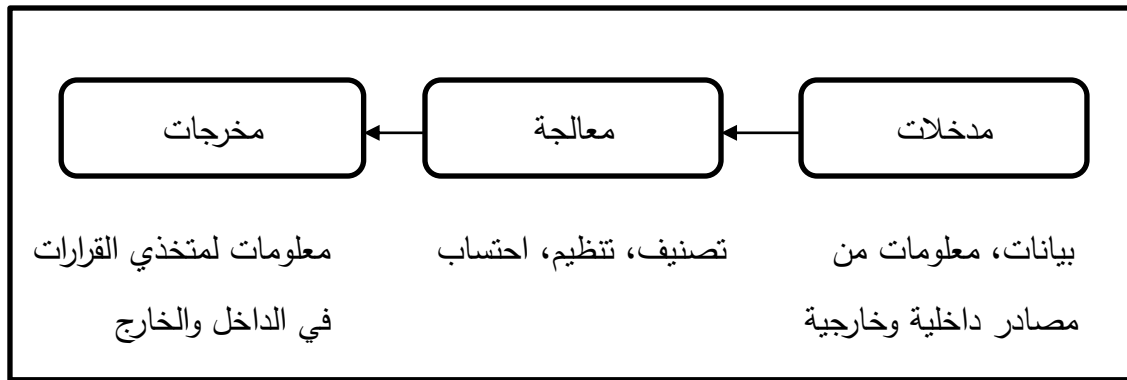 مدخلات
معالجة
مخرجات
بيانات، معلومات من
مصادر داخلية وخارجية
تصنيف، تنظيم، احتساب
معلومات لمتخذي القرارات
في الداخل والخارج